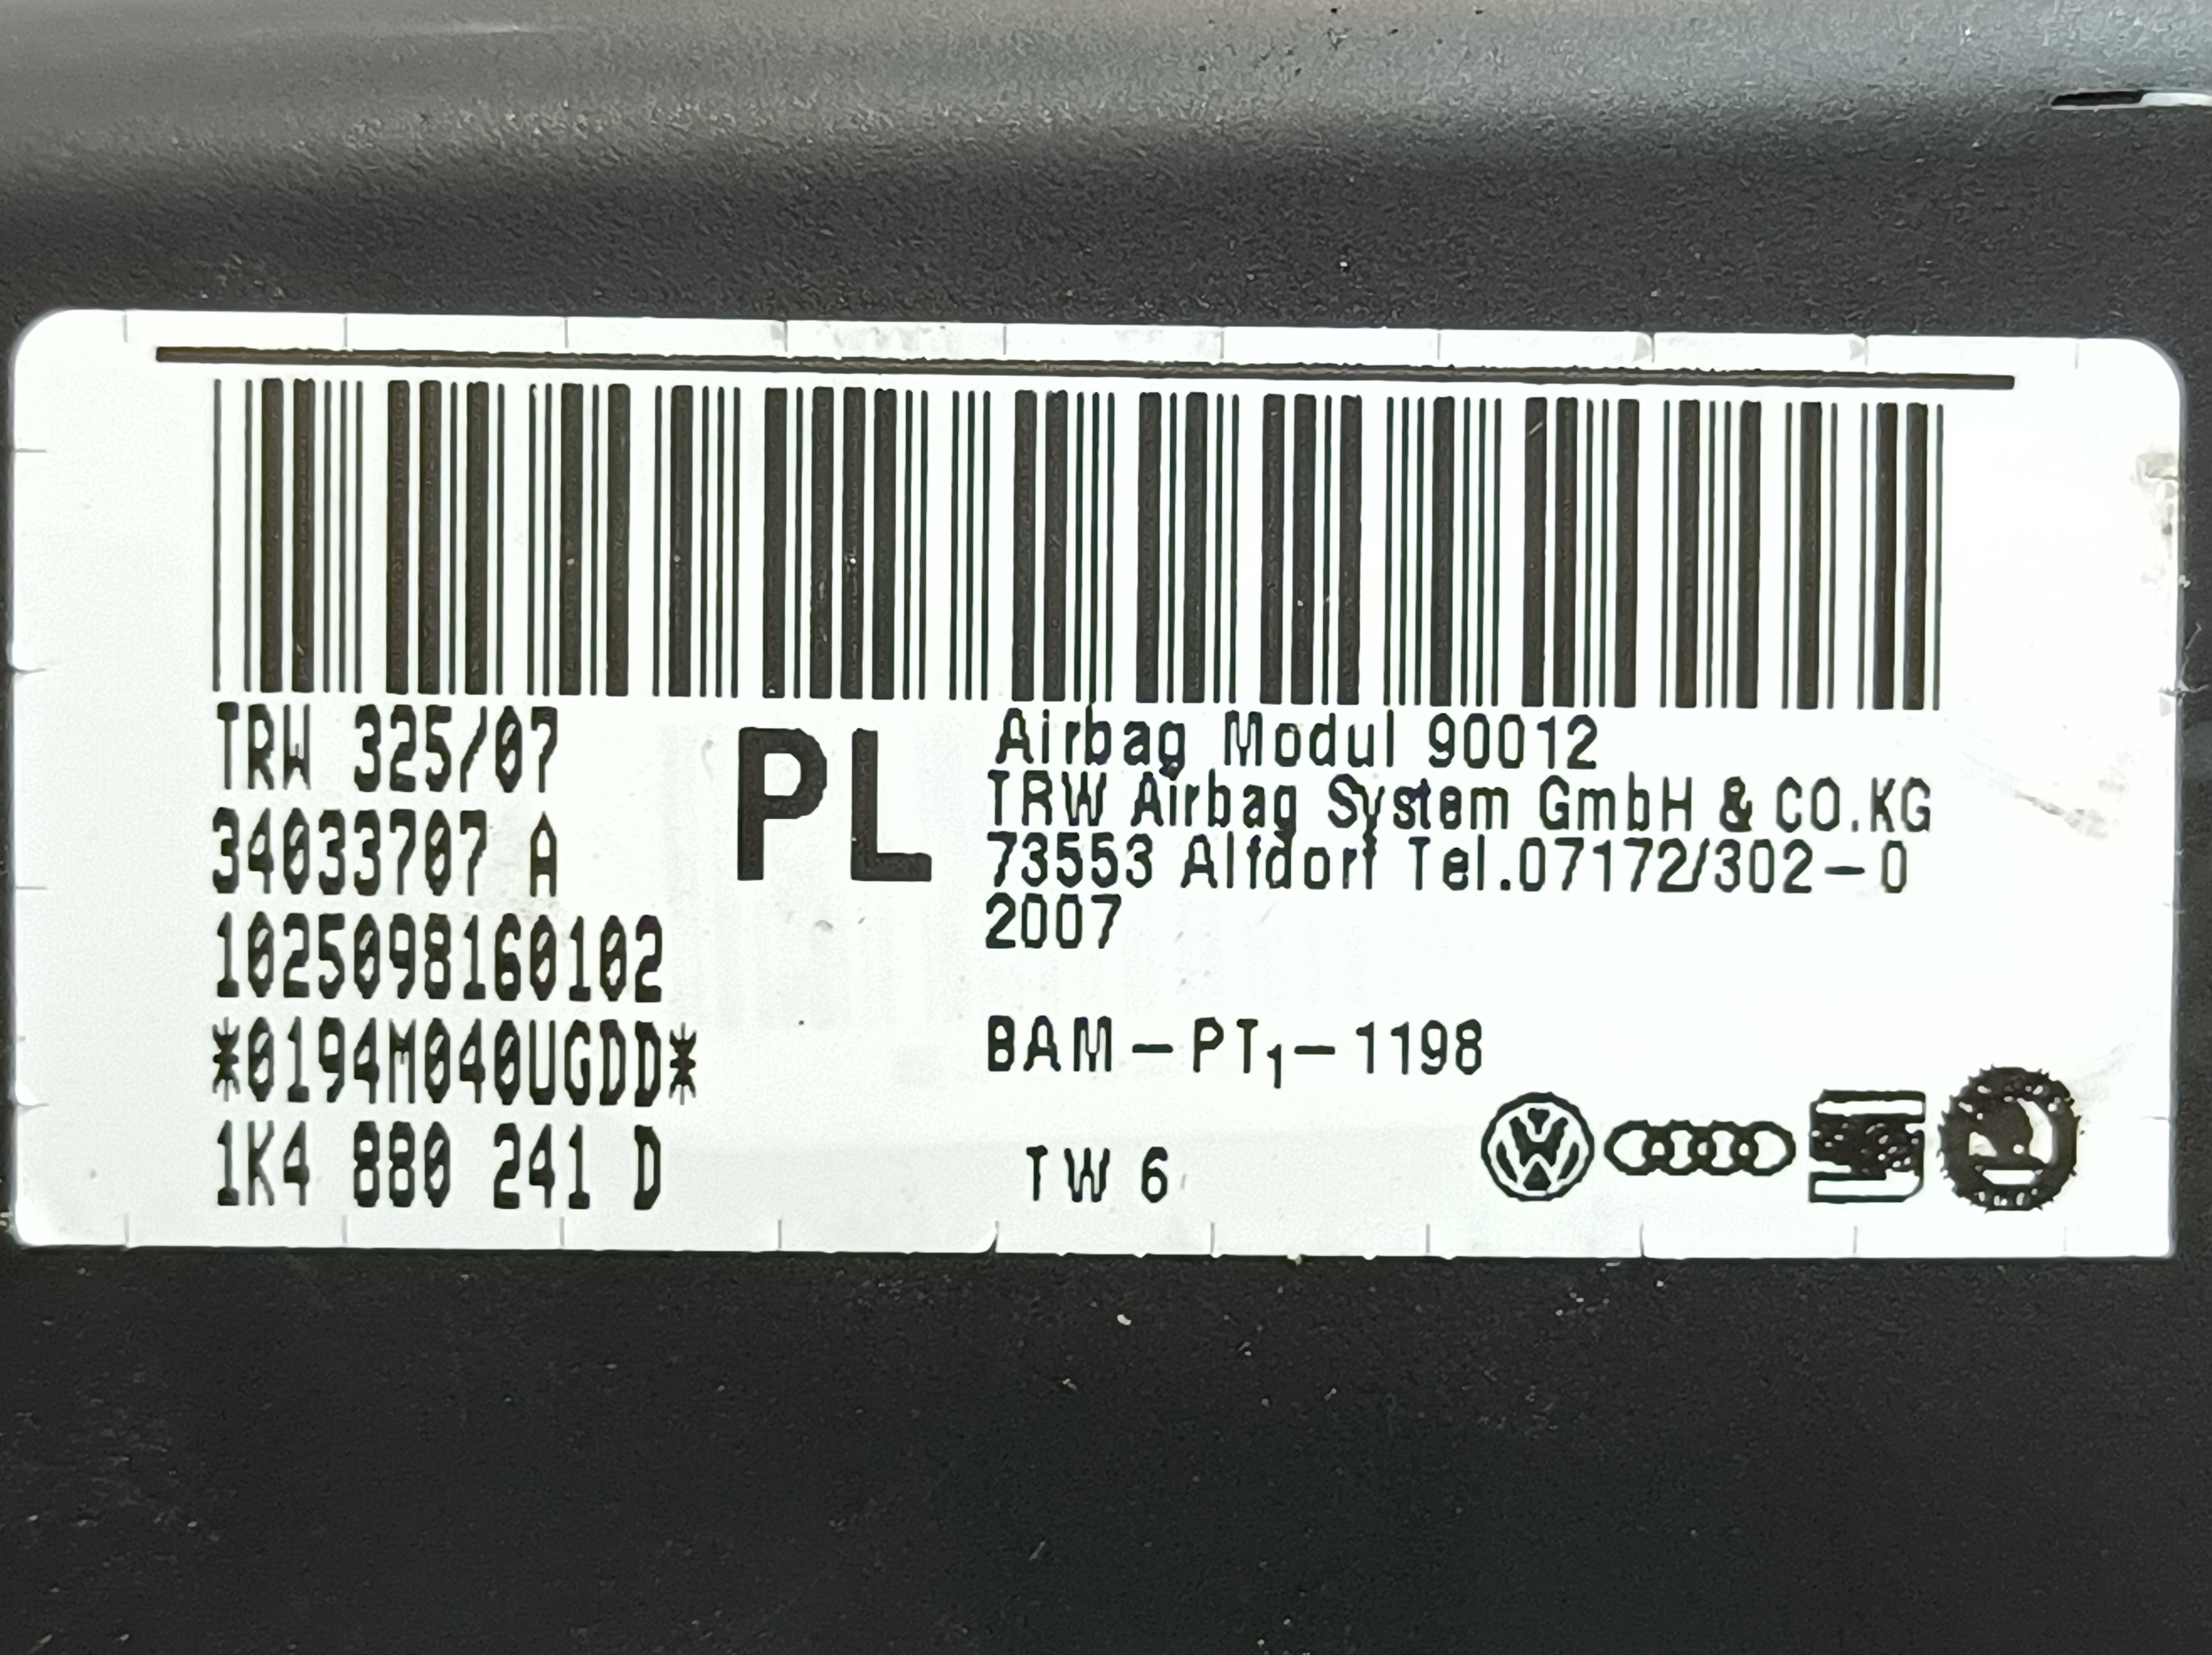 TRW 325/07
34033707 A
1025098160102
*0194M040UGDD*
1K4 880 241 D
PL
Airbag Modul 90012
TRW Airbag System GmbH & CO.KG
73553 Alfdorf Tel.07172/302-0
2007
BAM-PT₁-1198
TW 6